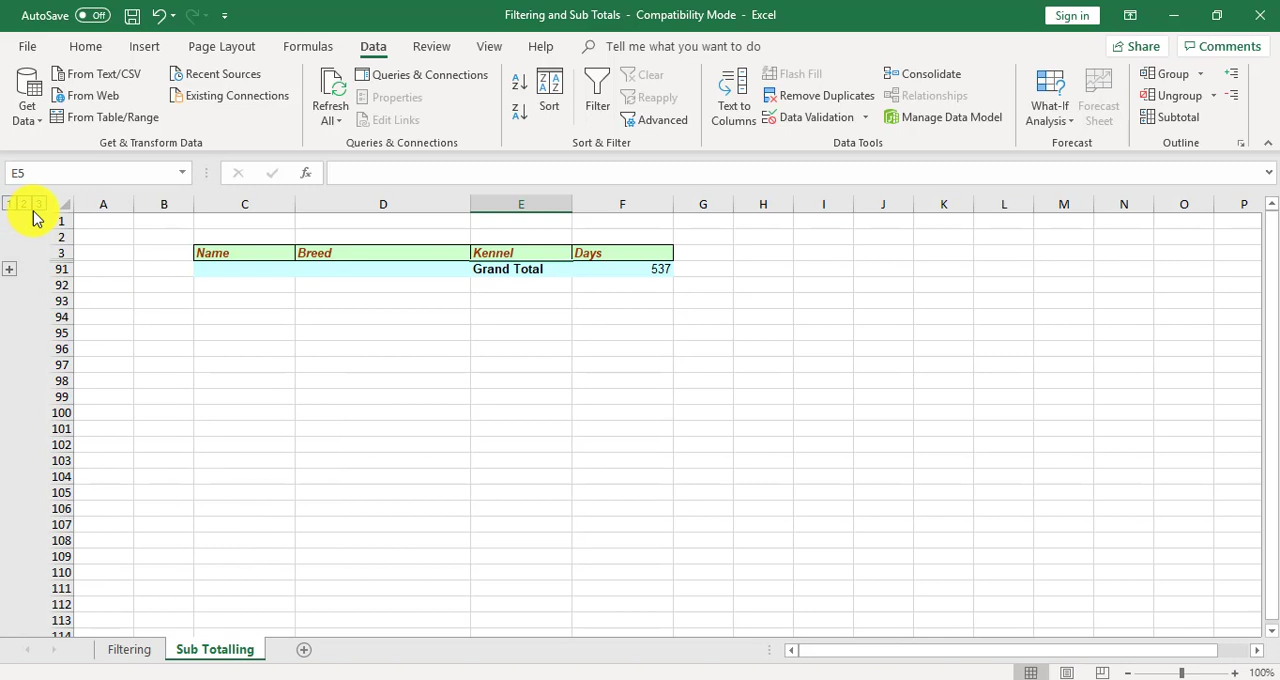 AutoSave Off Filtering and Sub Totals - Compatibility Mode - Excel Sign in
File Home Insert Page Layout Formulas Data Review View Help Tell me what you want to do Share Comments
Get Data
From Text/CSV
From Web
From Table/Range
Recent Sources
Existing Connections
Get & Transform Data
Refresh All
Queries & Connections
Properties
Edit Links
Queries & Connections
Sort
Filter
Clear
Reapply
Advanced
Sort & Filter
Text to Columns
Flash Fill
Remove Duplicates
Data Validation
Consolidate
Relationships
Manage Data Model
Data Tools
What-If Analysis
Forecast Sheet
Forecast
Group
Ungroup
Subtotal
Outline
E5 fx
1 2 3 A B C D E F G H I J K L M N O P
1
2
3 Name Breed Kennel Days
91 Grand Total 537
92
93
94
95
96
97
98
99
100
101
102
103
104
105
106
107
108
109
110
111
112
113
114
Filtering Sub Totalling
100%